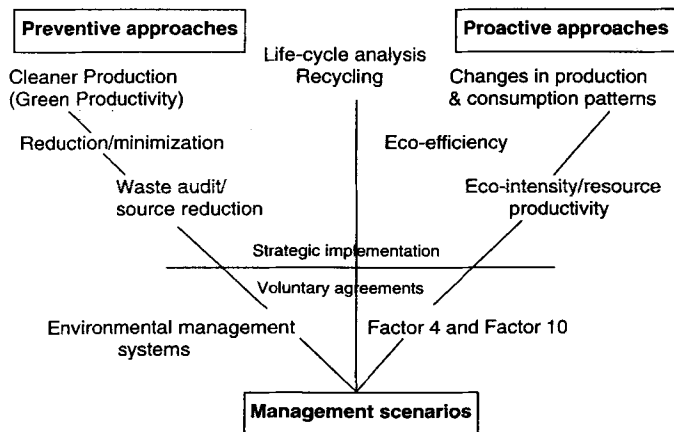 Preventive approaches
Proactive approaches
Life-cycle analysis
Recycling
Cleaner Production
(Green Productivity)
Changes in production
& consumption patterns
Reduction/minimization
Eco-efficiency
Waste audit/
source reduction
Eco-intensity/resource
productivity
Strategic implementation
Voluntary agreements
Environmental management
systems
Factor 4 and Factor 10
Management scenarios